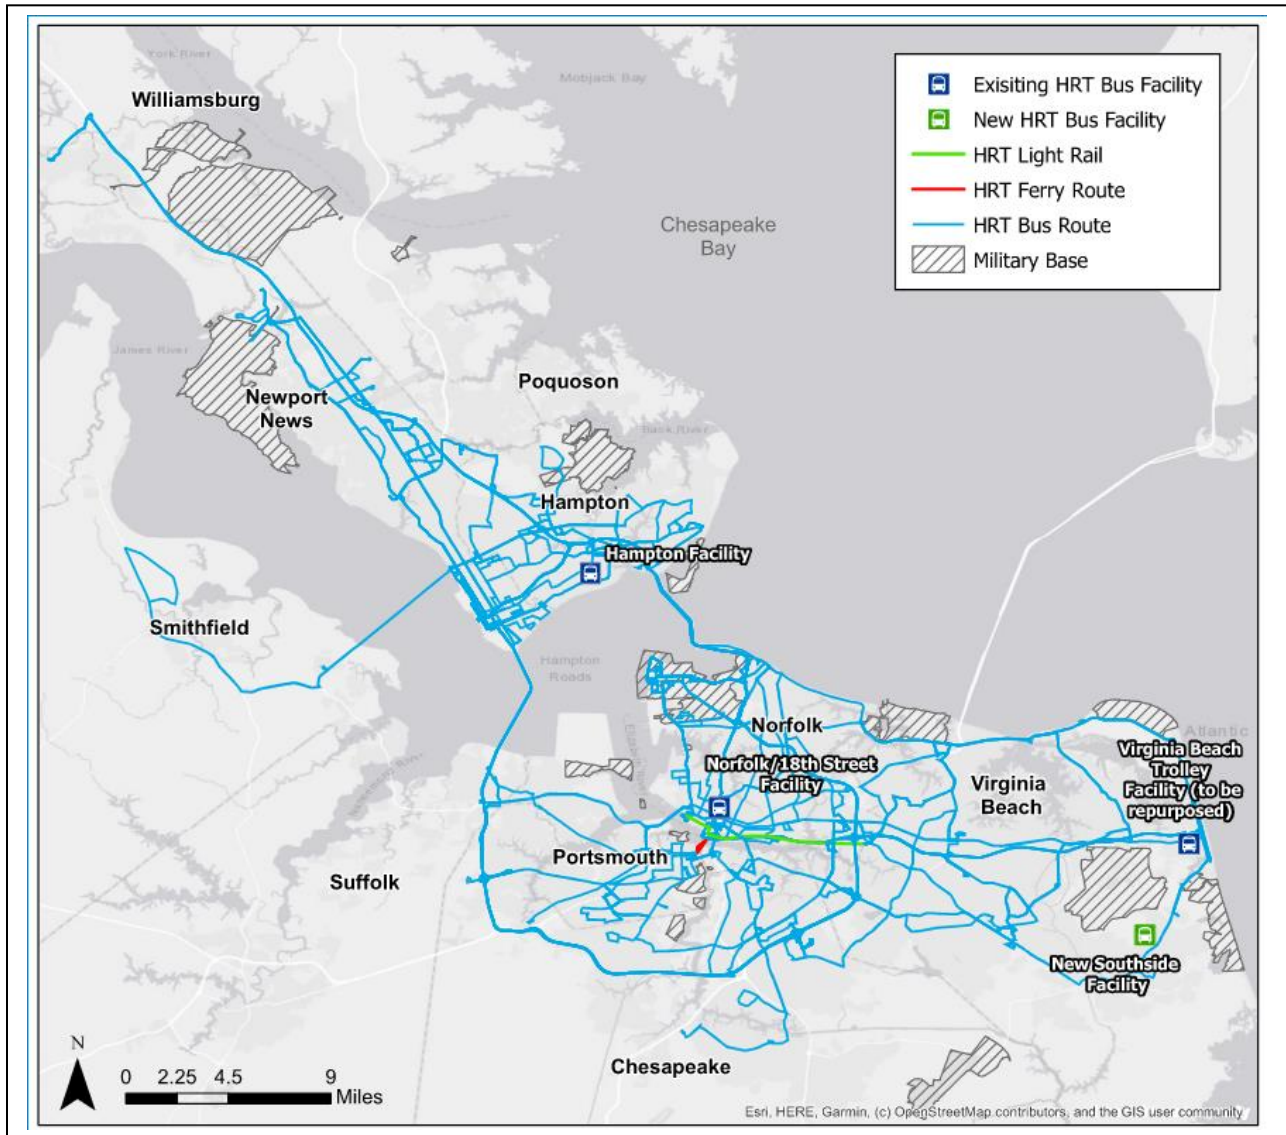 York River
Mobjack Bay
Williamsburg
Exisiting HRT Bus Facility
New HRT Bus Facility
HRT Light Rail
HRT Ferry Route
HRT Bus Route
Military Base
Chesapeake
Bay
James River
Poquoson
Newport
News
Back River
Hampton
Hampton Facility
Smithfield
Hampton
Roads
Norfolk
Atlantic
Norfolk/18th Street
Facility
Virginia Beach
Trolley
Facility (to be
repurposed)
Virginia
Beach
Portsmouth
Suffolk
New Southside
Facility
Chesapeake
N
0 2.25 4.5 9
Miles
Esri, HERE, Garmin, (c) OpenStreetMap contributors, and the GIS user community